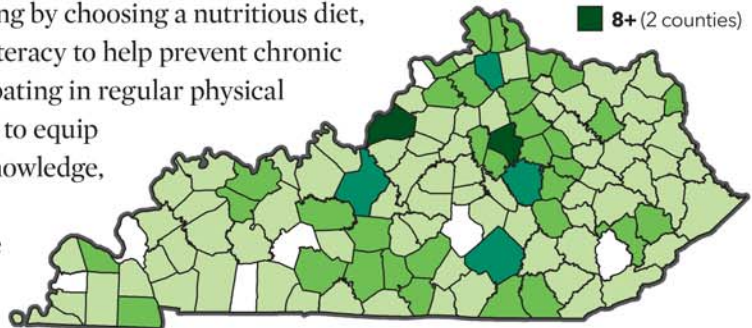 ng by choosing a nutritious diet,
teracy to help prevent chronic
pating in regular physical
to equip
nowledge,
e
8+ (2 counties)